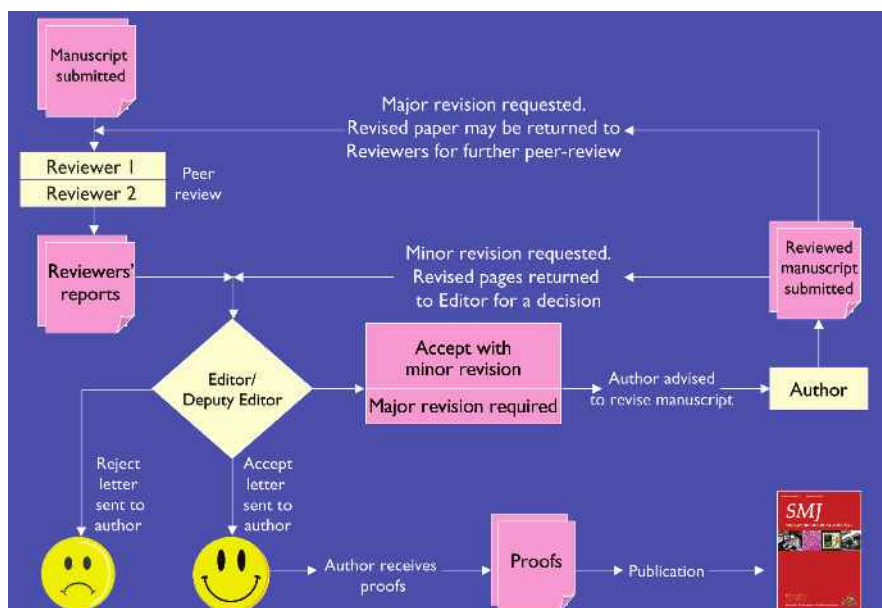 Manuscript
submitted
Major revision requested.
Revised paper may be returned to
Reviewers for further peer-review
Reviewer 1
Reviewer 2
Peer
review
Reviewers'
reports
Minor revision requested.
Revised pages returned
to Editor for a decision
Reviewed
manuscript
submitted
Editor/
Deputy Editor
Accept with
minor revision
Major revision required
Author advised
to revise manuscript
Author
Reject
letter
sent to
author
Accept
letter
sent to
author
Author receives
proofs
Proofs
Publication
SMJ